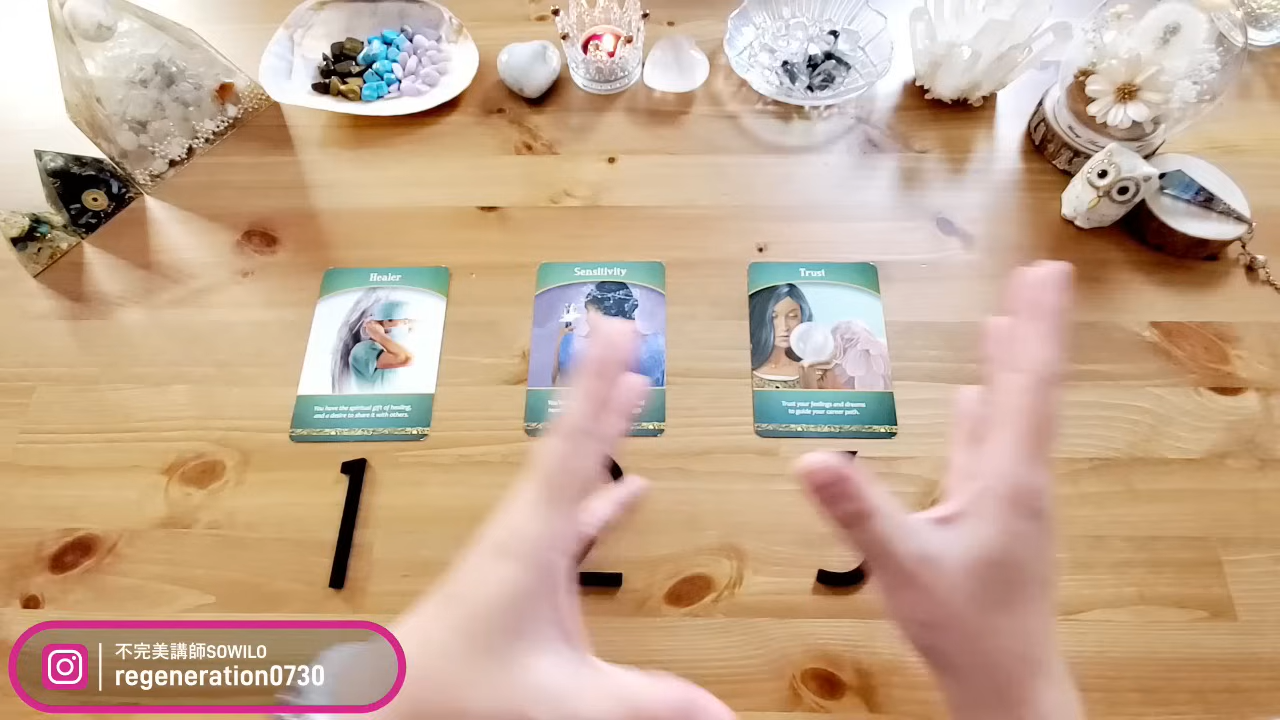 Healer
You have the spiritual gift of healing,
and a desire to share it with others.
Sensitivity
Trust
Trust your feelings and dreams
to guide your career path.
1
2
3
不完美講師SOWILO
regeneration0730